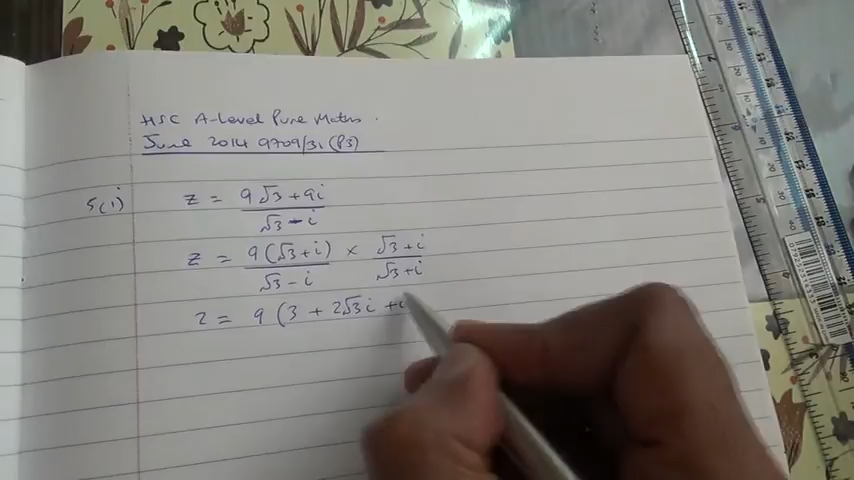 HSC A-Level Pure Maths.
June 2014 9709/31 (P3)
5(i) z = 9√3+9i / √3-i
z = 9(√3+i) / √3-i × √3+i / √3+i
z = 9(3 + 2√3i + i